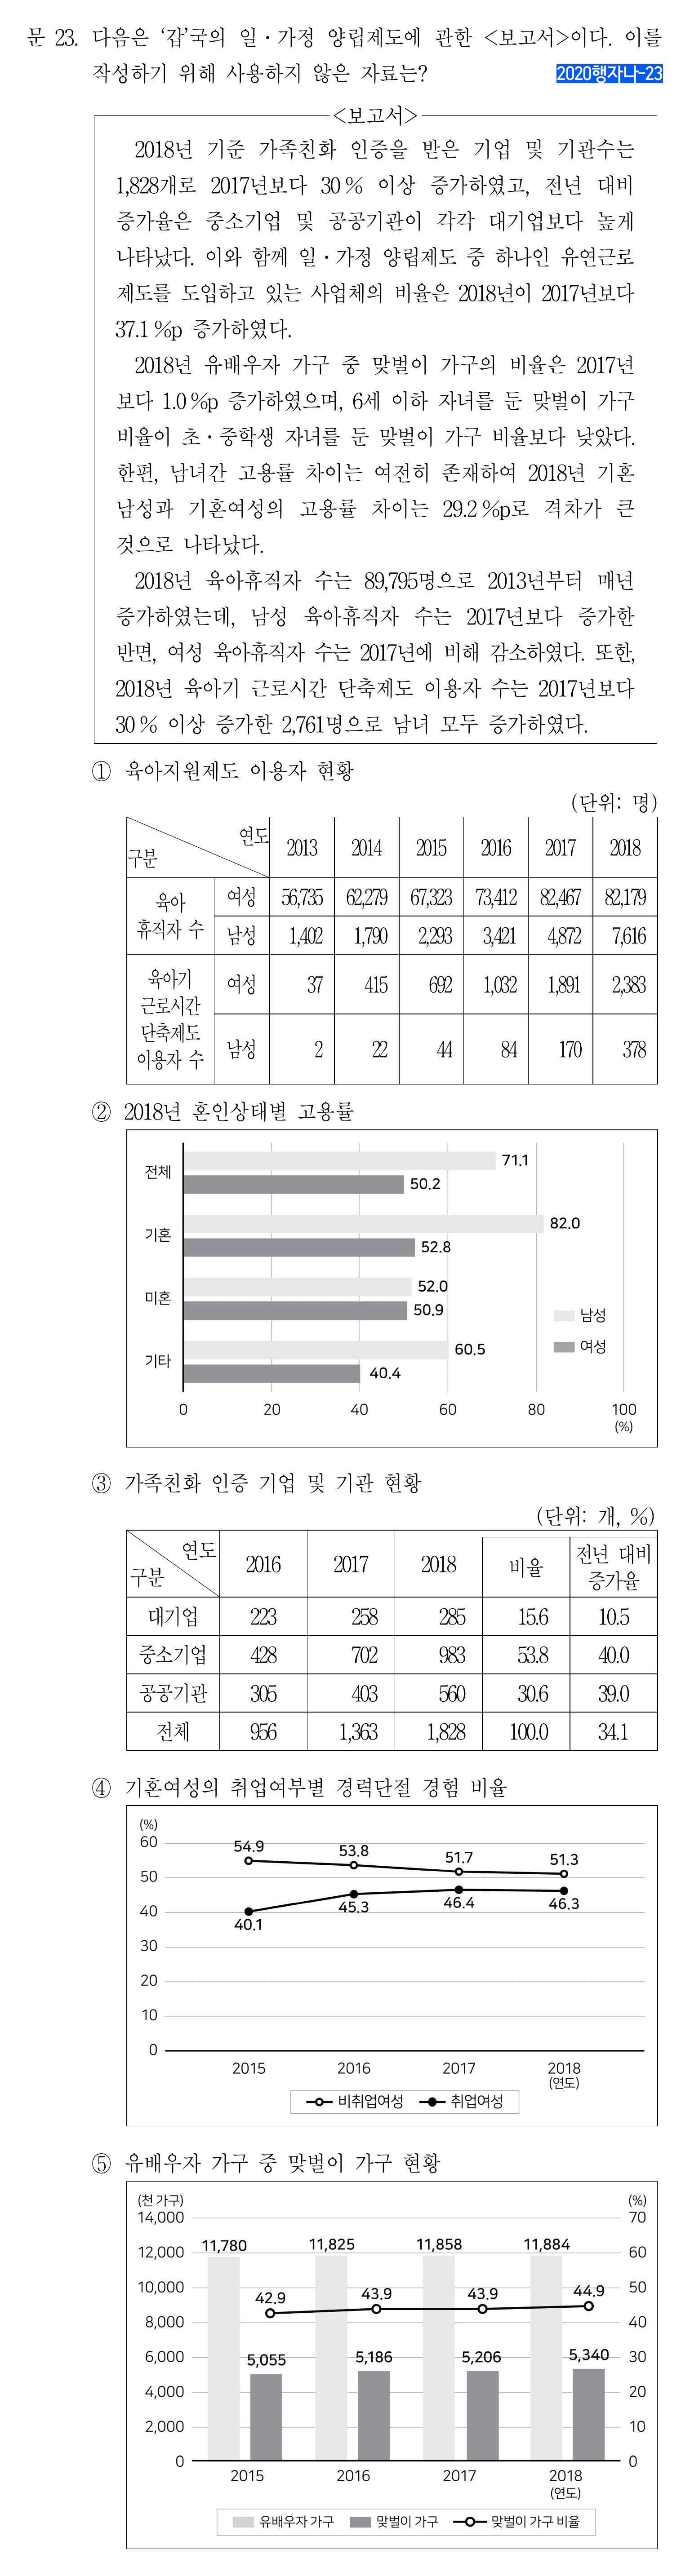 문 23. 다음은 ‘갑’국의 일・가정 양립제도에 관한 <보고서>이다. 이를
작성하기 위해 사용하지 않은 자료는?
2020행자나-23
<보고서>
2018년 기준 가족친화 인증을 받은 기업 및 기관수는
1,828개로 2017년보다 30 % 이상 증가하였고, 전년 대비
증가율은 중소기업 및 공공기관이 각각 대기업보다 높게
나타났다. 이와 함께 일・가정 양립제도 중 하나인 유연근로
제도를 도입하고 있는 사업체의 비율은 2018년이 2017년보다
37.1 %p 증가하였다.
2018년 유배우자 가구 중 맞벌이 가구의 비율은 2017년
보다 1.0 %p 증가하였으며, 6세 이하 자녀를 둔 맞벌이 가구
비율이 초・중학생 자녀를 둔 맞벌이 가구 비율보다 낮았다.
한편, 남녀간 고용률 차이는 여전히 존재하여 2018년 기혼
남성과 기혼여성의 고용률 차이는 29.2 %p로 격차가 큰
것으로 나타났다.
2018년 육아휴직자 수는 89,795명으로 2013년부터 매년
증가하였는데, 남성 육아휴직자 수는 2017년보다 증가한
반면, 여성 육아휴직자 수는 2017년에 비해 감소하였다. 또한,
2018년 육아기 근로시간 단축제도 이용자 수는 2017년보다
30 % 이상 증가한 2,761명으로 남녀 모두 증가하였다.
① 육아지원제도 이용자 현황
(단위: 명)
구분 연도 2013 2014 2015 2016 2017 2018
육아
휴직자 수
여성 56,735 62,279 67,323 73,412 82,467 82,179
남성 1,402 1,790 2,293 3,421 4,872 7,616
육아기
근로시간
단축제도
이용자 수
여성 37 415 692 1,032 1,891 2,383
남성 2 22 44 84 170 378
② 2018년 혼인상태별 고용률
전체 71.1
50.2
기혼 82.0
52.8
미혼 52.0
50.9
기타 60.5
40.4
남성
여성
0 20 40 60 80 100
(%)
③ 가족친화 인증 기업 및 기관 현황
(단위: 개, %)
구분 연도 2016 2017 2018 비율 전년 대비
증가율
대기업 223 258 285 15.6 10.5
중소기업 428 702 983 53.8 40.0
공공기관 305 403 560 30.6 39.0
전체 956 1,363 1,828 100.0 34.1
④ 기혼여성의 취업여부별 경력단절 경험 비율
(%)
60
50
40
30
20
10
0
54.9 53.8 51.7 51.3
40.1 45.3 46.4 46.3
2015 2016 2017 2018
(연도)
비취업여성 취업여성
⑤ 유배우자 가구 중 맞벌이 가구 현황
(천 가구) (%)
14,000 70
12,000 60
10,000 50
8,000 40
6,000 30
4,000 20
2,000 10
0 0
11,780 11,825 11,858 11,884
42.9 43.9 43.9 44.9
5,055 5,186 5,206 5,340
2015 2016 2017 2018
(연도)
유배우자 가구 맞벌이 가구 맞벌이 가구 비율